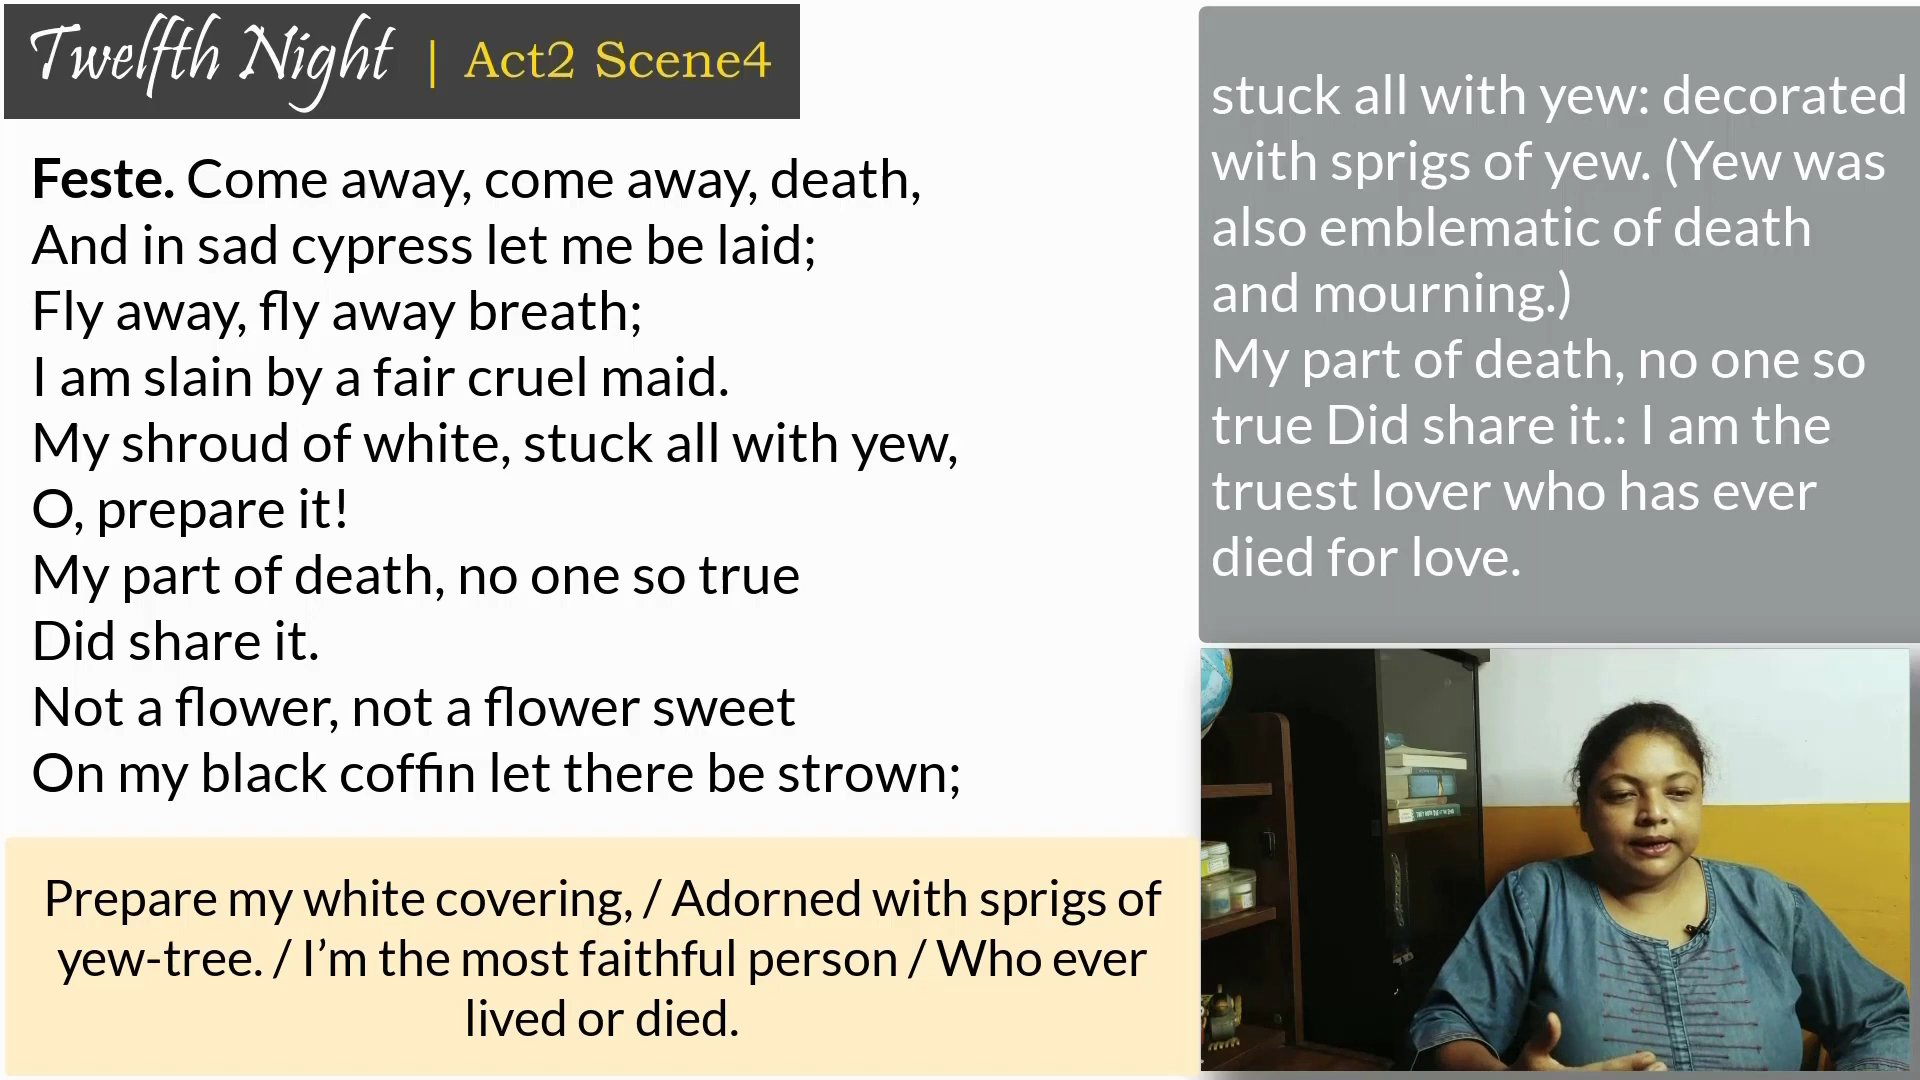 Twelfth Night | Act2 Scene4
Feste. Come away, come away, death,
And in sad cypress let me be laid;
Fly away, fly away breath;
I am slain by a fair cruel maid.
My shroud of white, stuck all with yew,
O, prepare it!
My part of death, no one so true
Did share it.
Not a flower, not a flower sweet
On my black coffin let there be strown;
stuck all with yew: decorated
with sprigs of yew. (Yew was
also emblematic of death
and mourning.)
My part of death, no one so
true Did share it.: I am the
truest lover who has ever
died for love.
Prepare my white covering, / Adorned with sprigs of
yew-tree. / I’m the most faithful person / Who ever
lived or died.